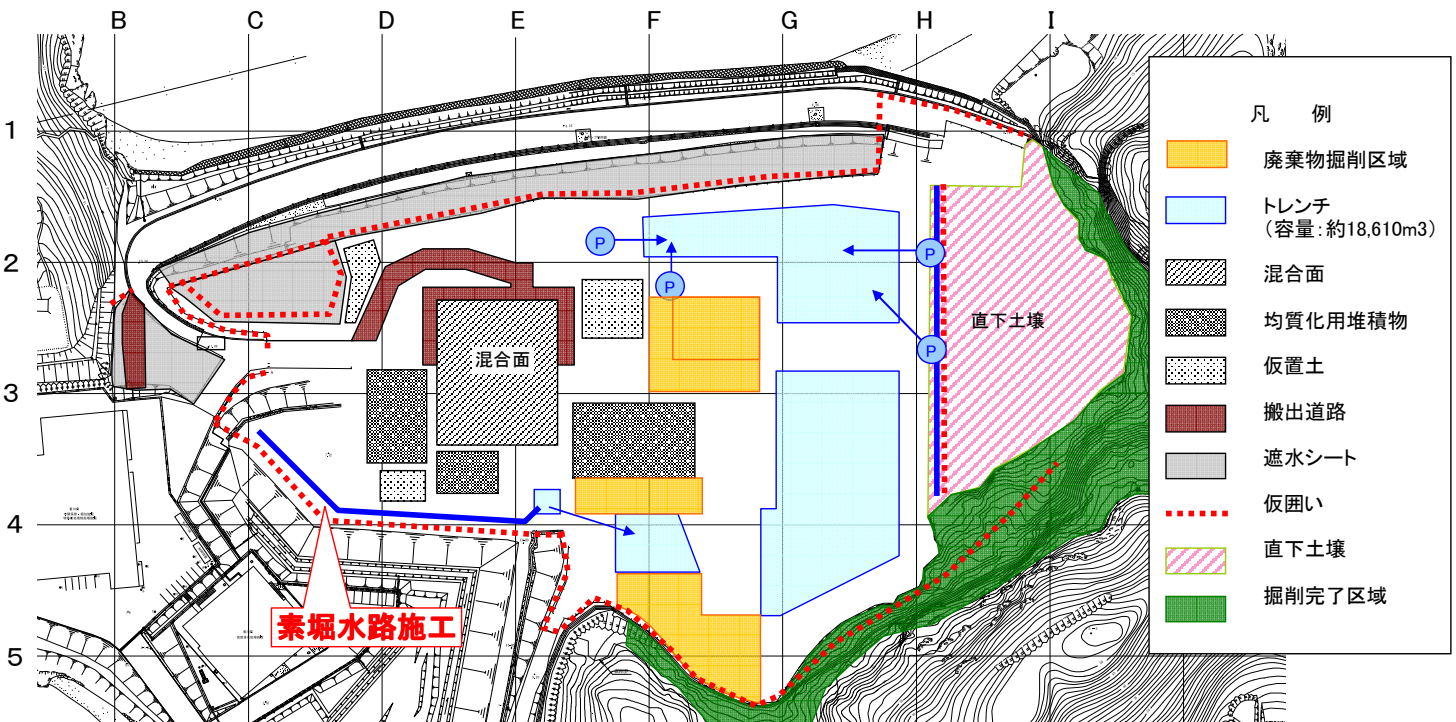 B C D E F G H I
1
2
3
4
5
P
P
P
P
混合面
直下土壌
素堀水路施工
凡 例
廃棄物掘削区域
トレンチ
(容量:約18,610m3)
混合面
均質化用堆積物
仮置土
搬出道路
遮水シート
仮囲い
直下土壌
掘削完了区域